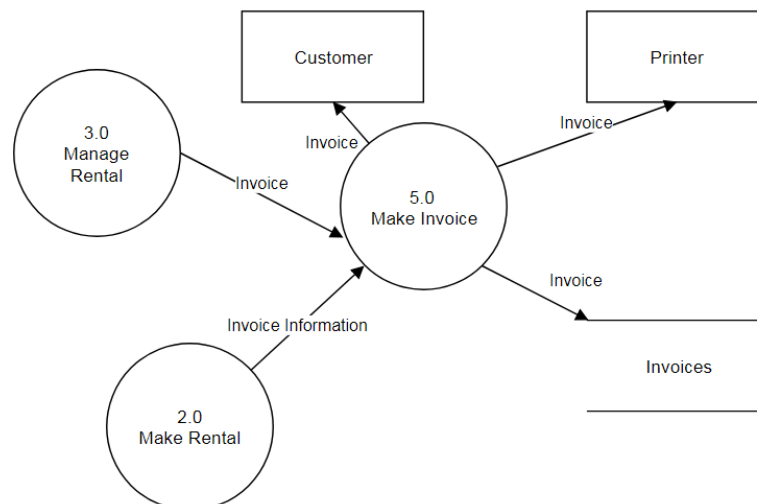 Customer
Printer
3.0
Manage
Rental
Invoice
Invoice
Invoice
5.0
Make Invoice
Invoice
Invoice Information
Invoices
2.0
Make Rental